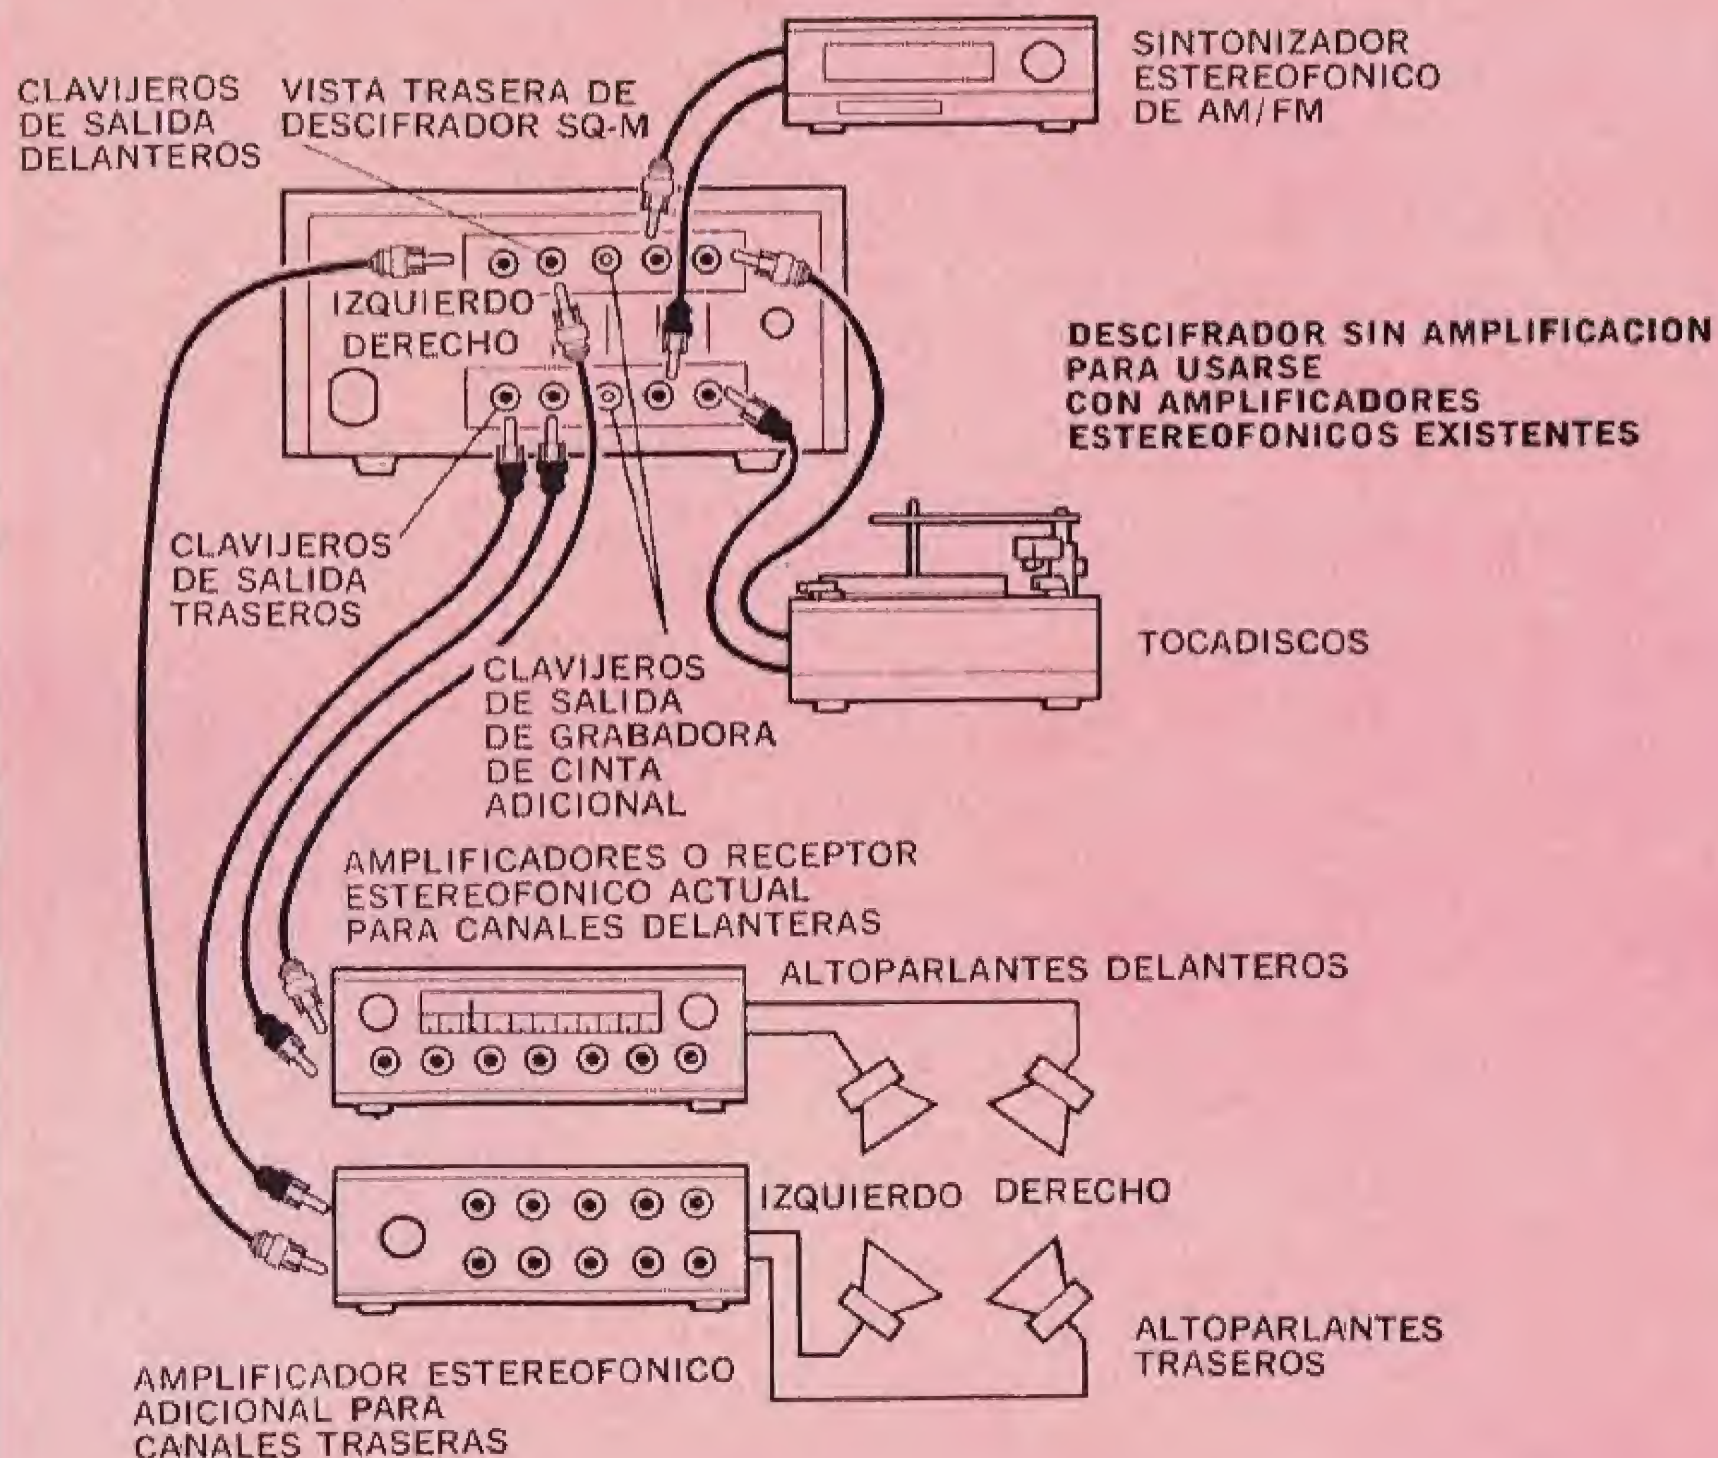 CLAVIJEROS
DE SALIDA
DELANTEROS
VISTA TRASERA DE
DESCIFRADOR SQ-M
SINTONIZADOR
ESTEREOFONICO
DE AM/FM
IZQUIERDO
DERECHO
DESCIFRADOR SIN AMPLIFICACION
PARA USARSE
CON AMPLIFICADORES
ESTEREOFONICOS EXISTENTES
CLAVIJEROS
DE SALIDA
TRASEROS
TOCADISCOS
CLAVIJEROS
DE SALIDA
DE GRABADORA
DE CINTA
ADICIONAL
AMPLIFICADORES O RECEPTOR
ESTEREOFONICO ACTUAL
PARA CANALES DELANTERAS
ALTOPARLANTES DELANTEROS
IZQUIERDO DERECHO
ALTOPARLANTES
TRASEROS
AMPLIFICADOR ESTEREOFONICO
ADICIONAL PARA
CANALES TRASERAS